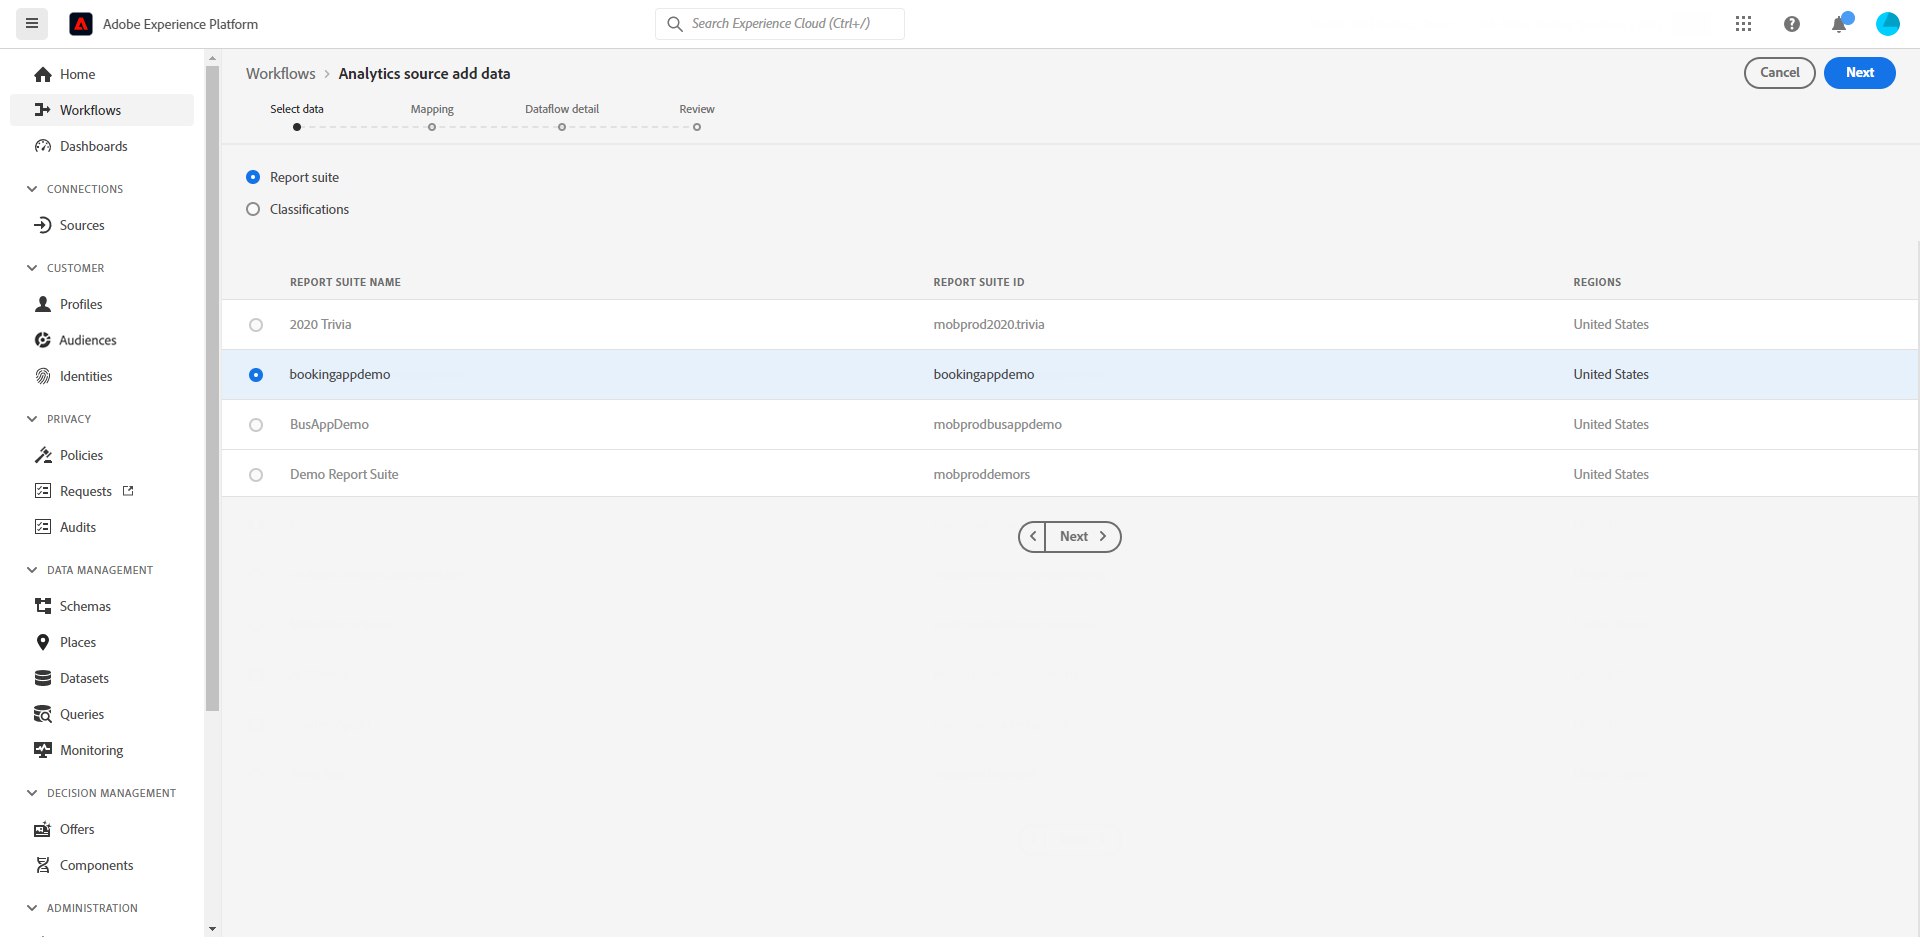 Adobe Experience Platform
Search Experience Cloud (Ctrl+/)
Home
Workflows
Dashboards
CONNECTIONS
Sources
CUSTOMER
Profiles
Audiences
Identities
PRIVACY
Policies
Requests
Audits
DATA MANAGEMENT
Schemas
Places
Datasets
Queries
Monitoring
DECISION MANAGEMENT
Offers
Components
ADMINISTRATION
Workflows > Analytics source add data
Cancel Next
Select data Mapping Dataflow detail Review
Report suite
Classifications
REPORT SUITE NAME REPORT SUITE ID REGIONS
2020 Trivia mobprod2020.trivia United States
bookingappdemo bookingappdemo United States
BusAppDemo mobprodbusappdemo United States
Demo Report Suite mobproddemors United States
< Next >